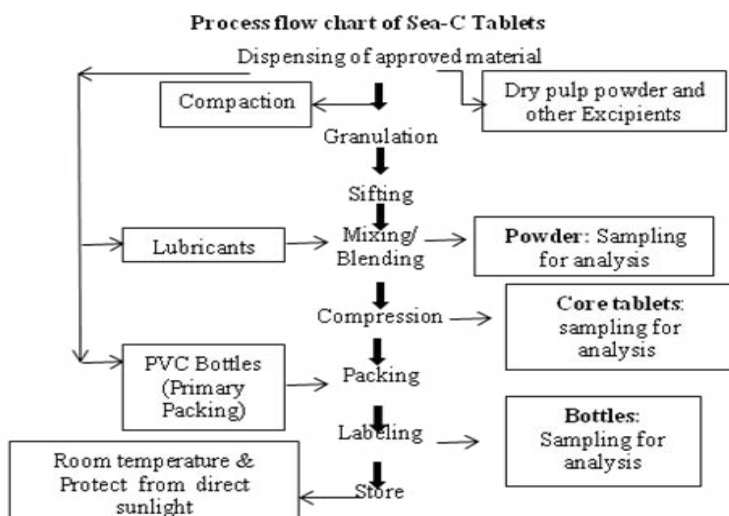 Process flow chart of Sea-C Tablets
Dispensing of approved material
Compaction
Dry pulp powder and
other Excipients
Granulation
Sifting
Lubricants
Mixing/
Blending
Powder: Sampling
for analysis
Compression
Core tablets:
sampling for
analysis
PVC Bottles
(Primary
Packing)
Packing
Labeling
Bottles:
Sampling for
analysis
Room temperature &
Protect from direct
sunlight
Store